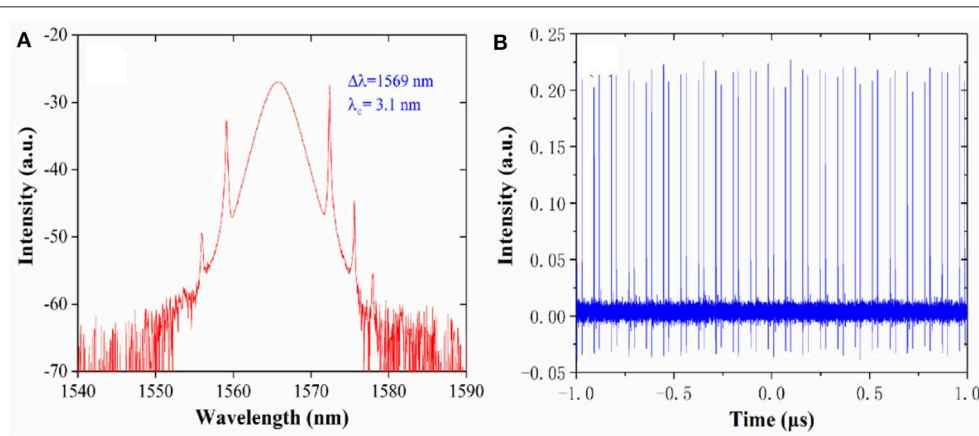 A
-20
-30
-40
-50
-60
-70
Intensity (a.u.)
Δλ=1569 nm
λc= 3.1 nm
1540 1550 1560 1570 1580 1590
Wavelength (nm)
B
0.25
0.20
0.15
0.10
0.05
0.00
-0.05
Intensity (a.u.)
-1.0 -0.5 0.0 0.5 1.0
Time (μs)